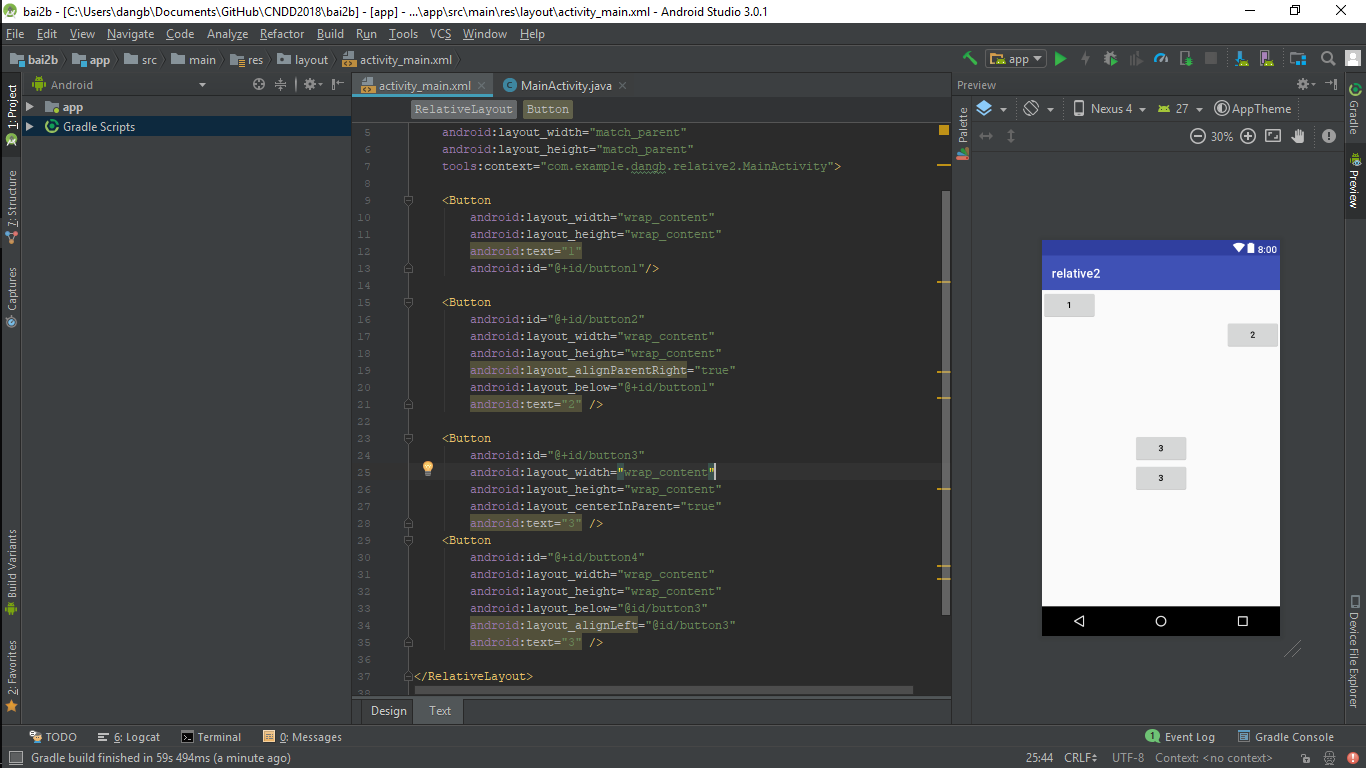 bai2b - [C:\Users\dangb\Documents\GitHub\CNDD2018\bai2b] - [app] - ...\app\src\main\res\layout\activity_main.xml - Android Studio 3.0.1
File Edit View Navigate Code Analyze Refactor Build Run Tools VCS Window Help
bai2b app src main res layout activity_main.xml app
Android
activity_main.xml MainActivity.java
Preview
1: Project
7: Structure
Captures
Build Variants
2: Favorites
app
Gradle Scripts
RelativeLayout Button
5 android:layout_width="match_parent"
6 android:layout_height="match_parent"
7 tools:context="com.example.dangb.relative2.MainActivity">
8
9 <Button
10 android:layout_width="wrap_content"
11 android:layout_height="wrap_content"
12 android:text="1"
13 android:id="@+id/button1"/>
14
15 <Button
16 android:id="@+id/button2"
17 android:layout_width="wrap_content"
18 android:layout_height="wrap_content"
19 android:layout_alignParentRight="true"
20 android:layout_below="@+id/button1"
21 android:text="2" />
22
23 <Button
24 android:id="@+id/button3"
25 android:layout_width="wrap_content"
26 android:layout_height="wrap_content"
27 android:layout_centerInParent="true"
28 android:text="3" />
29 <Button
30 android:id="@+id/button4"
31 android:layout_width="wrap_content"
32 android:layout_height="wrap_content"
33 android:layout_below="@id/button3"
34 android:layout_alignLeft="@id/button3"
35 android:text="3" />
36
37 </RelativeLayout>
38
Design Text
Palette
Nexus 4 27 AppTheme
30%
8:00
relative2
1
2
3
3
Gradle
Preview
Device File Explorer
TODO 6: Logcat Terminal 0: Messages 1 Event Log Gradle Console
Gradle build finished in 59s 494ms (a minute ago) 25:44 CRLF UTF-8 Context: <no context>